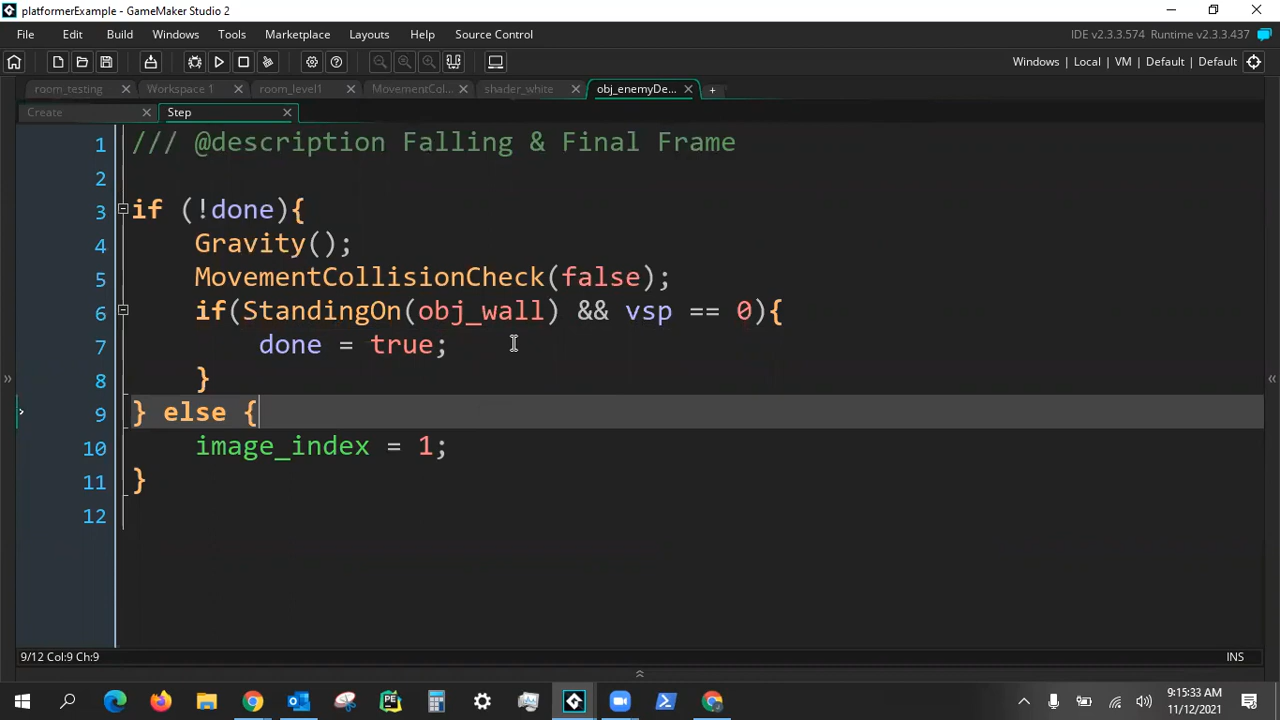 platformerExample - GameMaker Studio 2
File Edit Build Windows Tools Marketplace Layouts Help Source Control IDE v2.3.3.574 Runtime v2.3.3.437
Windows | Local | VM | Default | Default
room_testing Workspace 1 room_level1 MovementCol... shader_white obj_enemyDe...
Create Step
1 /// @description Falling & Final Frame
2
3 if (!done){
4 Gravity();
5 MovementCollisionCheck(false);
6 if(StandingOn(obj_wall) && vsp == 0){
7 done = true;
8 }
9 } else {
10 image_index = 1;
11 }
12
9/12 Col:9 Ch:9 INS
9:15:33 AM
11/12/2021